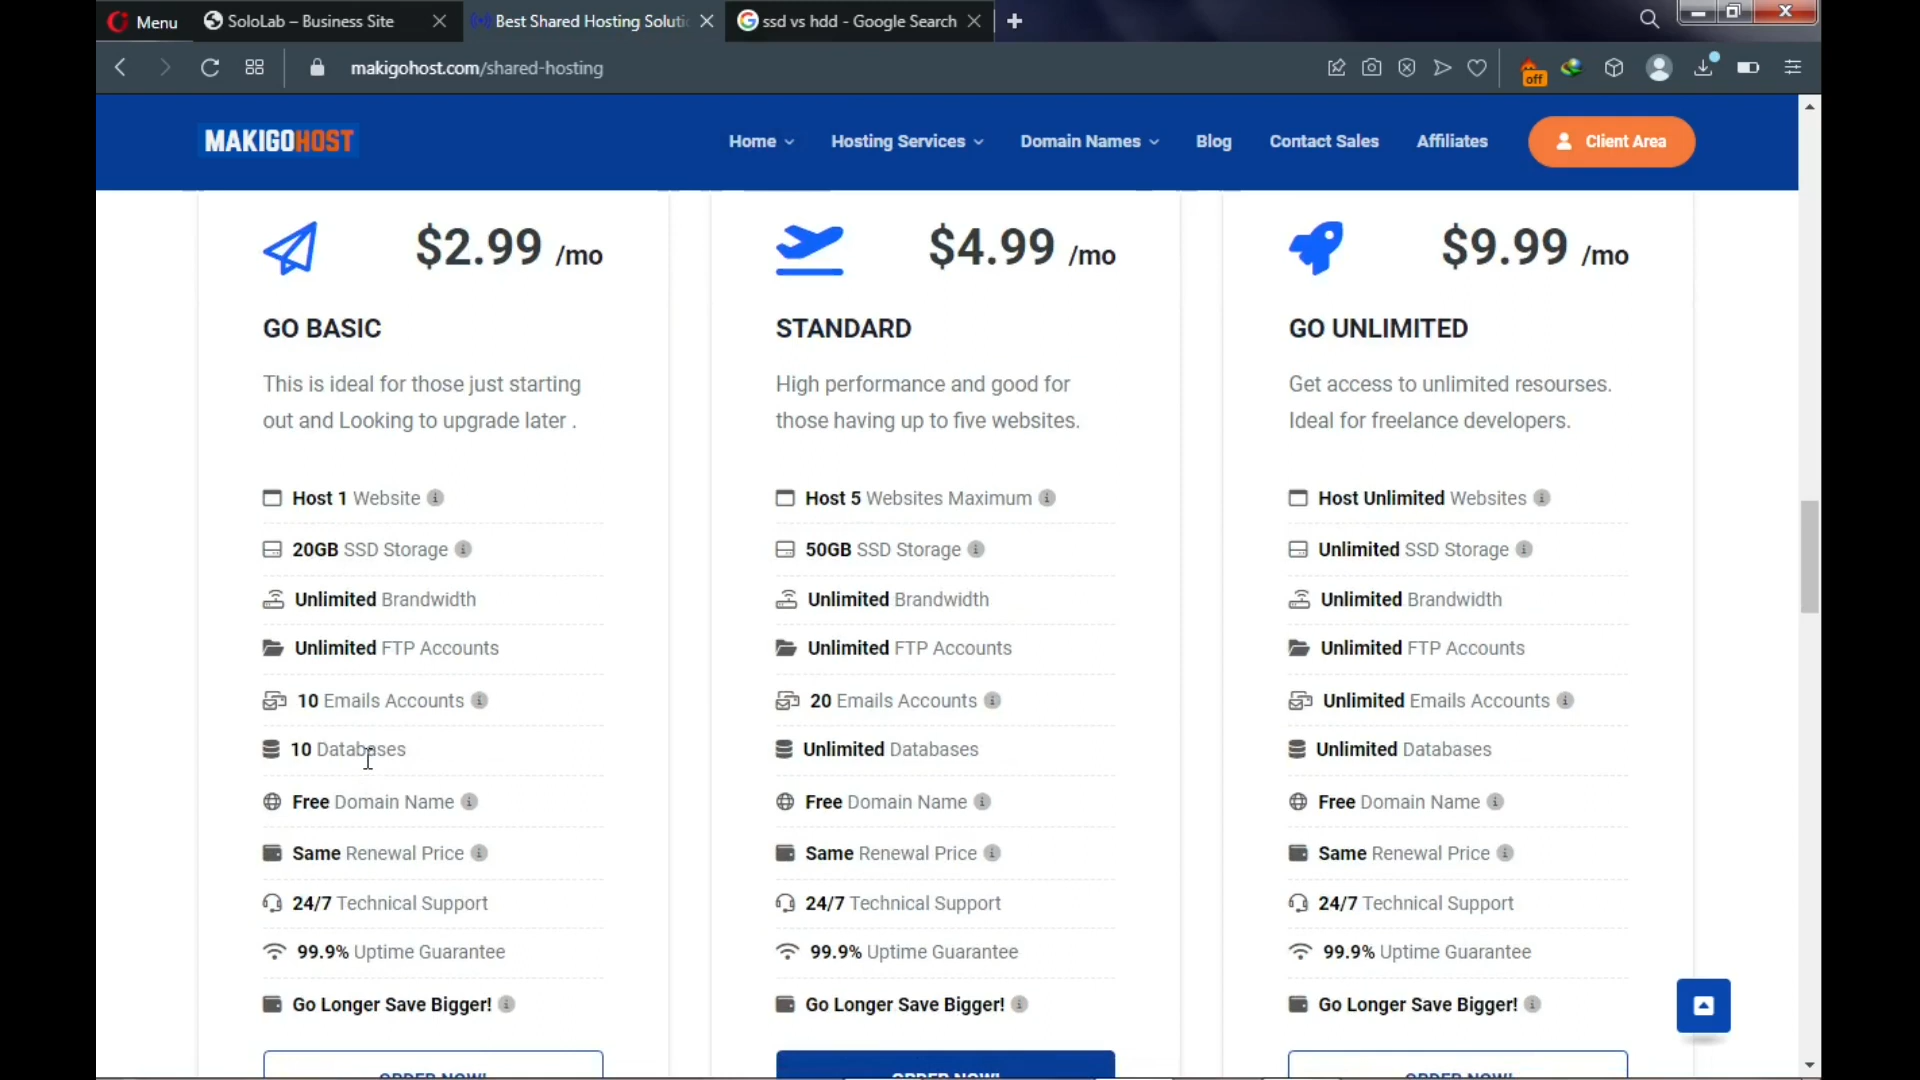 Menu
SoloLab – Business Site
Best Shared Hosting Soluti
ssd vs hdd - Google Search
makigohost.com/shared-hosting
off
MAKIGOHOST
Home
Hosting Services
Domain Names
Blog
Contact Sales
Affiliates
Client Area
$2.99 /mo
GO BASIC
This is ideal for those just starting
out and Looking to upgrade later .
Host 1 Website
20GB SSD Storage
Unlimited Brandwidth
Unlimited FTP Accounts
10 Emails Accounts
10 Databases
Free Domain Name
Same Renewal Price
24/7 Technical Support
99.9% Uptime Guarantee
Go Longer Save Bigger!
ORDER NOW!
$4.99 /mo
STANDARD
High performance and good for
those having up to five websites.
Host 5 Websites Maximum
50GB SSD Storage
Unlimited Brandwidth
Unlimited FTP Accounts
20 Emails Accounts
Unlimited Databases
Free Domain Name
Same Renewal Price
24/7 Technical Support
99.9% Uptime Guarantee
Go Longer Save Bigger!
ORDER NOW!
$9.99 /mo
GO UNLIMITED
Get access to unlimited resourses.
Ideal for freelance developers.
Host Unlimited Websites
Unlimited SSD Storage
Unlimited Brandwidth
Unlimited FTP Accounts
Unlimited Emails Accounts
Unlimited Databases
Free Domain Name
Same Renewal Price
24/7 Technical Support
99.9% Uptime Guarantee
Go Longer Save Bigger!
ORDER NOW!